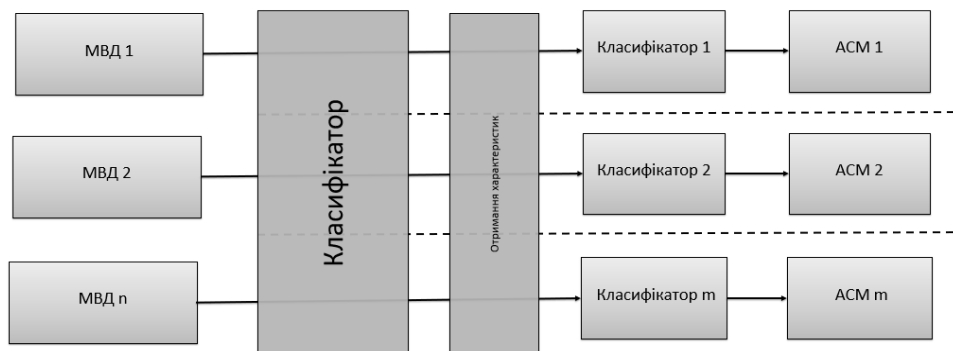 МВД 1
Класифікатор
Отримання характеристик
Класифікатор 1
АСМ 1
МВД 2
Класифікатор 2
АСМ 2
МВД n
Класифікатор m
АСМ m